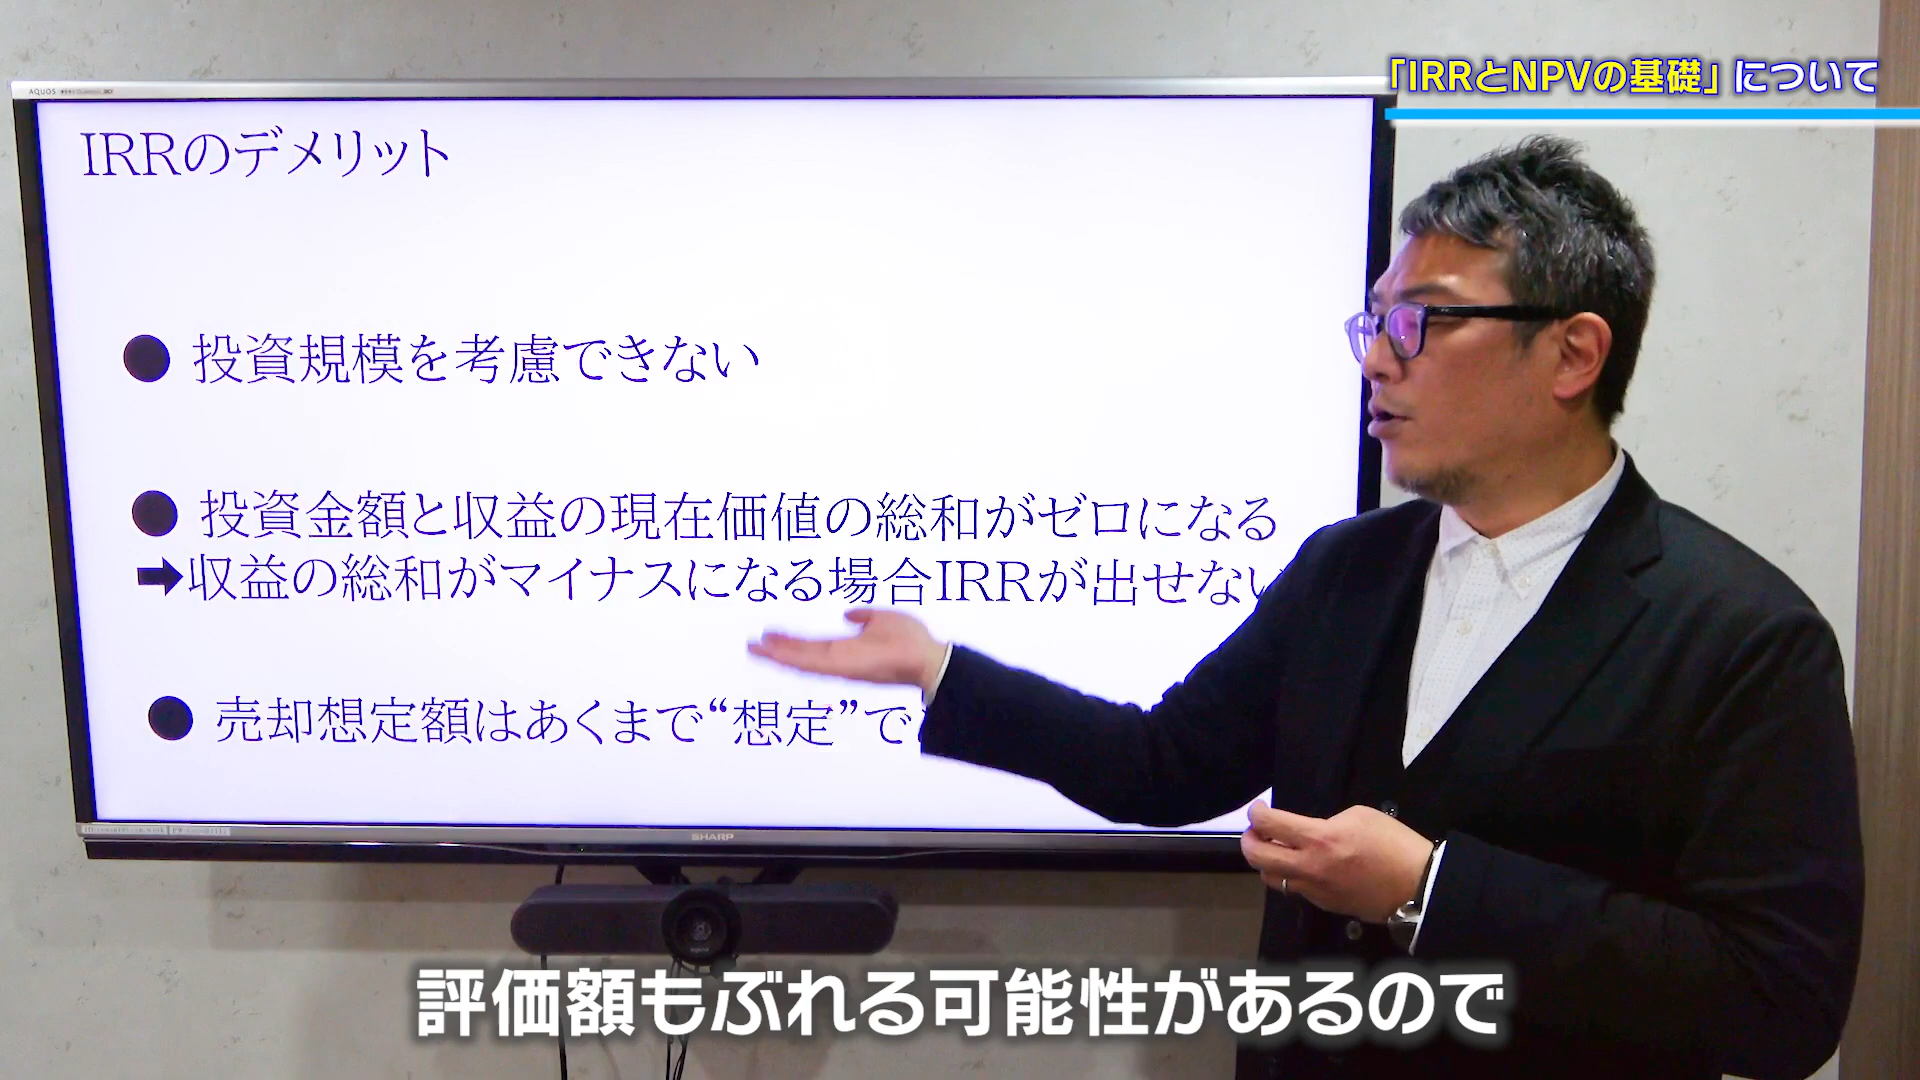 「IRRとNPVの基礎」について
AQUOS
IRRのデメリット
● 投資規模を考慮できない
● 投資金額と収益の現在価値の総和がゼロになる
➡収益の総和がマイナスになる場合IRRが出せない
● 売却想定額はあくまで“想定”で
SHARP
評価額もぶれる可能性があるので